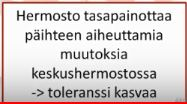 Hermosto tasapainottaa
päihteen aiheuttamia
muutoksia
keskushermostossa
-> toleranssi kasvaa